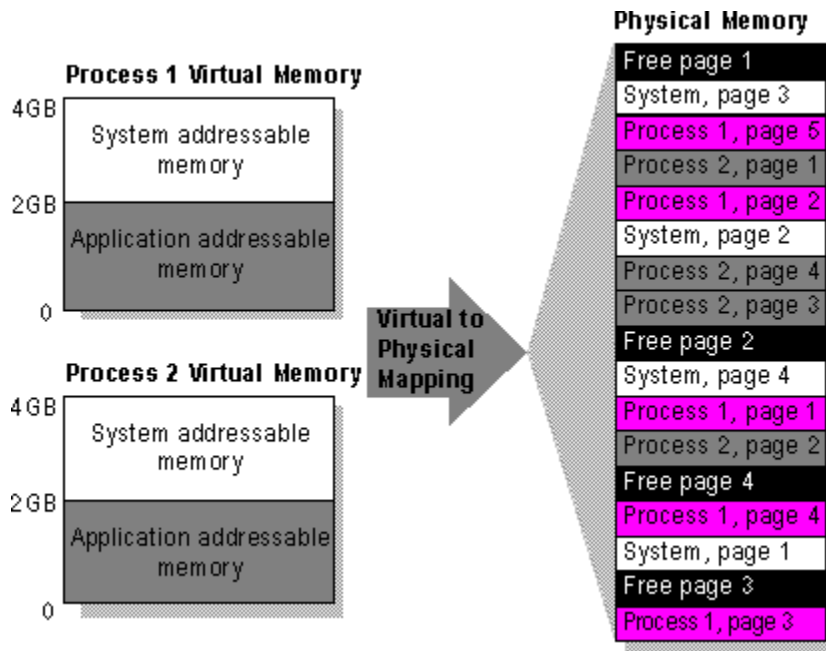 Process 1 Virtual Memory
4GB
System addressable
memory
2GB
Application addressable
memory
0
Process 2 Virtual Memory
4GB
System addressable
memory
2GB
Application addressable
memory
0
Virtual to
Physical
Mapping
Physical Memory
Free page 1
System, page 3
Process 1, page 5
Process 2, page 1
Process 1, page 2
System, page 2
Process 2, page 4
Process 2, page 3
Free page 2
System, page 4
Process 1, page 1
Process 2, page 2
Free page 4
Process 1, page 4
System, page 1
Free page 3
Process 1, page 3